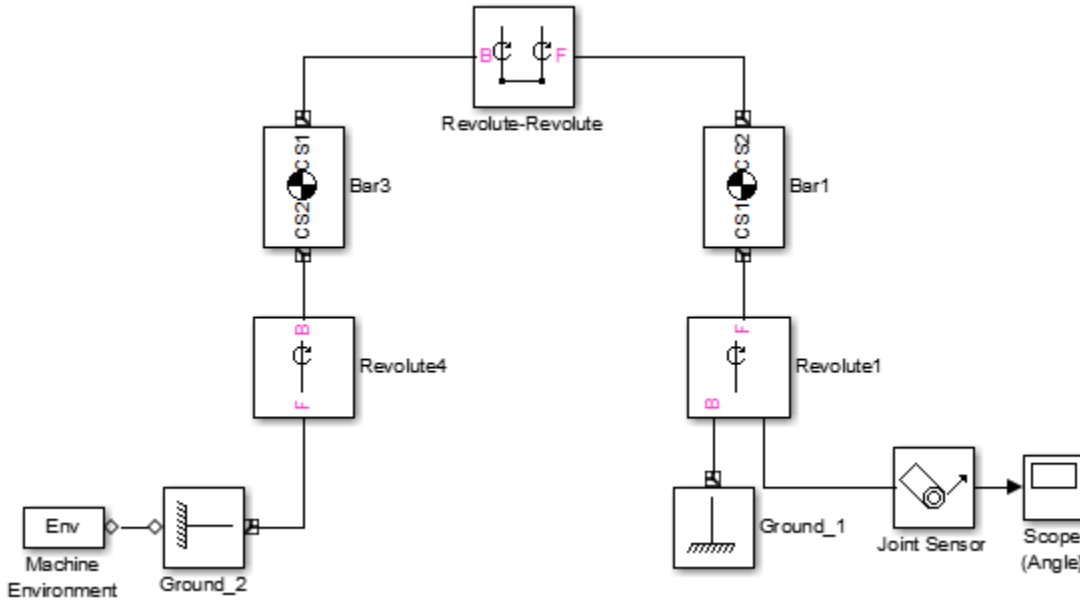 B F
Revolute-Revolute
CS1
CS2
Bar3
CS2
CS1
Bar1
B
F
Revolute4
F
B
Revolute1
Env
Machine
Environment
Ground_2
Ground_1
Joint Sensor
Scope
(Angle)